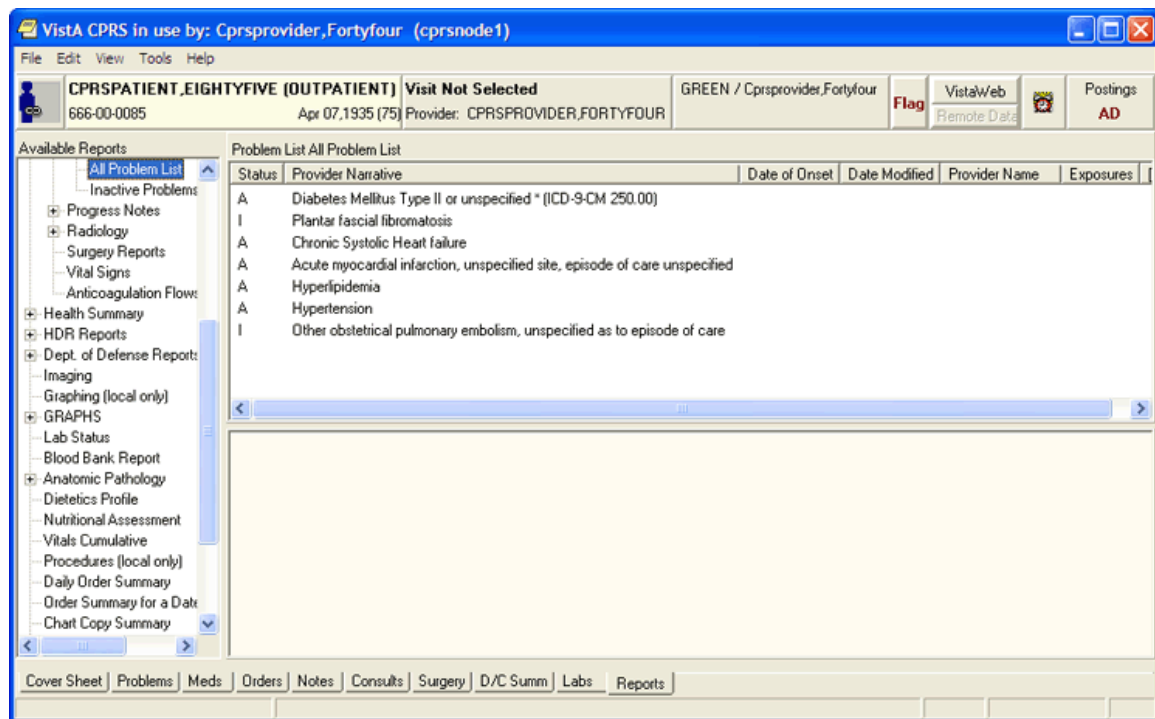 VistA CPRS in use by: Cprsprovider,Fortyfour (cprsnode1)
File Edit View Tools Help
CPRSPATIENT,EIGHTYFIVE (OUTPATIENT) Visit Not Selected GREEN / Cprsprovider,Fortyfour Flag VistaWeb Postings
666-00-0085 Apr 07,1935 (75) Provider: CPRSPROVIDER,FORTYFOUR Remote Data AD
Available Reports
All Problem List
Inactive Problems
Progress Notes
Radiology
Surgery Reports
Vital Signs
Anticoagulation Flows
Health Summary
HDR Reports
Dept. of Defense Reports
Imaging
Graphing (local only)
GRAPHS
Lab Status
Blood Bank Report
Anatomic Pathology
Dietetics Profile
Nutritional Assessment
Vitals Cumulative
Procedures (local only)
Daily Order Summary
Order Summary for a Date
Chart Copy Summary
Problem List All Problem List
Status Provider Narrative Date of Onset Date Modified Provider Name Exposures
A Diabetes Mellitus Type II or unspecified * (ICD-9-CM 250.00)
I Plantar fascial fibromatosis
A Chronic Systolic Heart failure
A Acute myocardial infarction, unspecified site, episode of care unspecified
A Hyperlipidemia
A Hypertension
I Other obstetrical pulmonary embolism, unspecified as to episode of care
Cover Sheet Problems Meds Orders Notes Consults Surgery D/C Summ Labs Reports